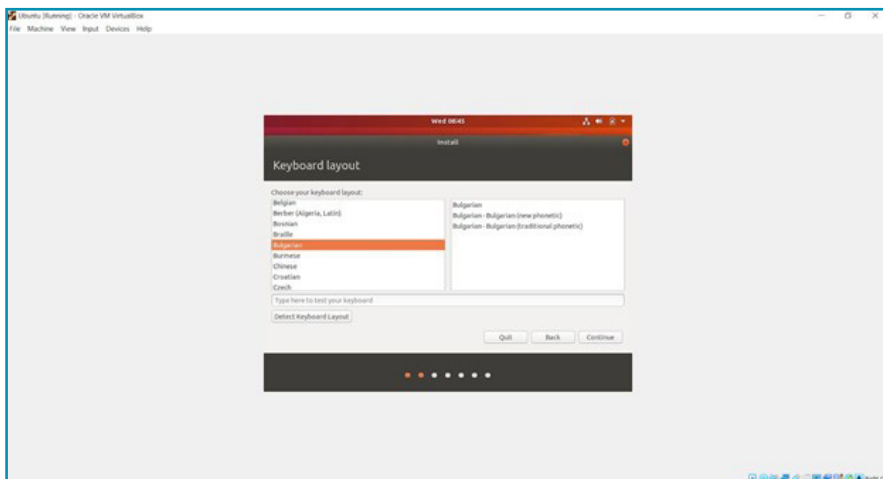 Ubuntu [Running] - Oracle VM VirtualBox
File Machine View Input Devices Help
Wed 08:45
Install
Keyboard layout
Choose your keyboard layout:
Belgian
Berber (Algeria, Latin)
Bosnian
Braille
Bulgarian
Burmese
Chinese
Croatian
Czech
Bulgarian
Bulgarian - Bulgarian (new phonetic)
Bulgarian - Bulgarian (traditional phonetic)
Type here to test your keyboard
Detect Keyboard Layout
Quit Back Continue